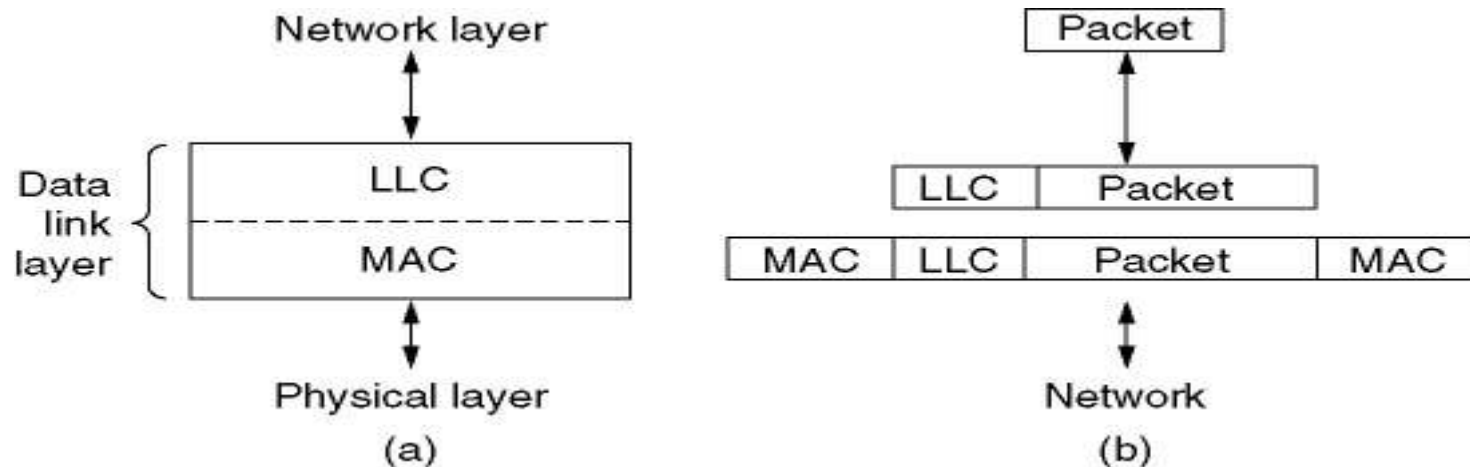 Network layer
Data
link
layer
LLC
MAC
Physical layer
(a)
Packet
LLC Packet
MAC LLC Packet MAC
Network
(b)